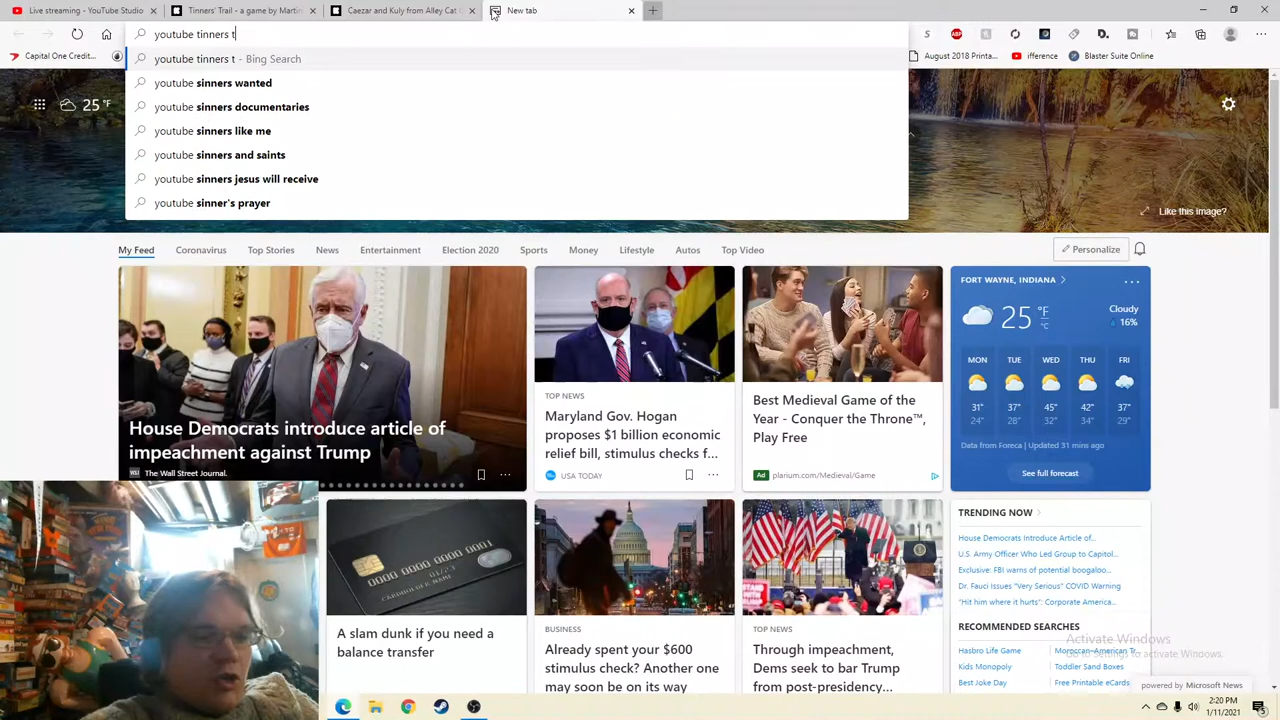 Live streaming - YouTube Studio
Tinners' Trail - a game by Martin
Caezar and Kuly from Alley Cat
New tab
youtube tinners t
youtube tinners t - Bing Search
youtube sinners wanted
youtube sinners documentaries
youtube sinners like me
youtube sinners and saints
youtube sinners jesus will receive
youtube sinner's prayer
Capital One Credit...
August 2018 Printa...
ifference
Blaster Suite Online
25 °F
Like this image?
My Feed
Coronavirus
Top Stories
News
Entertainment
Election 2020
Sports
Money
Lifestyle
Autos
Top Video
Personalize
House Democrats introduce article of
impeachment against Trump
WSJ
The Wall Street Journal.
TOP NEWS
Maryland Gov. Hogan
proposes $1 billion economic
relief bill, stimulus checks f...
USA TODAY
Best Medieval Game of the
Year - Conquer the Throne™,
Play Free
Ad
plarium.com/Medieval/Game
FORT WAYNE, INDIANA
25 °F
°C
Cloudy
16%
MON
TUE
WED
THU
FRI
31°
37°
45°
42°
37°
24°
28°
32°
34°
29°
Data from Foreca | Updated 31 mins ago
See full forecast
A slam dunk if you need a
balance transfer
BUSINESS
Already spent your $600
stimulus check? Another one
may soon be on its way
TOP NEWS
Through impeachment,
Dems seek to bar Trump
from post-presidency...
TRENDING NOW
House Democrats Introduce Article of...
U.S. Army Officer Who Led Group to Capitol...
Exclusive: FBI warns of potential boogaloo...
Dr. Fauci Issues "Very Serious" COVID Warning
"Hit him where it hurts": Corporate America...
RECOMMENDED SEARCHES
Hasbro Life Game
Moroccan-American Tr
Kids Monopoly
Toddler Sand Boxes
Best Joke Day
Free Printable eCards
Activate Windows
Go to Settings to activate Windows.
powered by Microsoft News
2:20 PM
1/11/2021